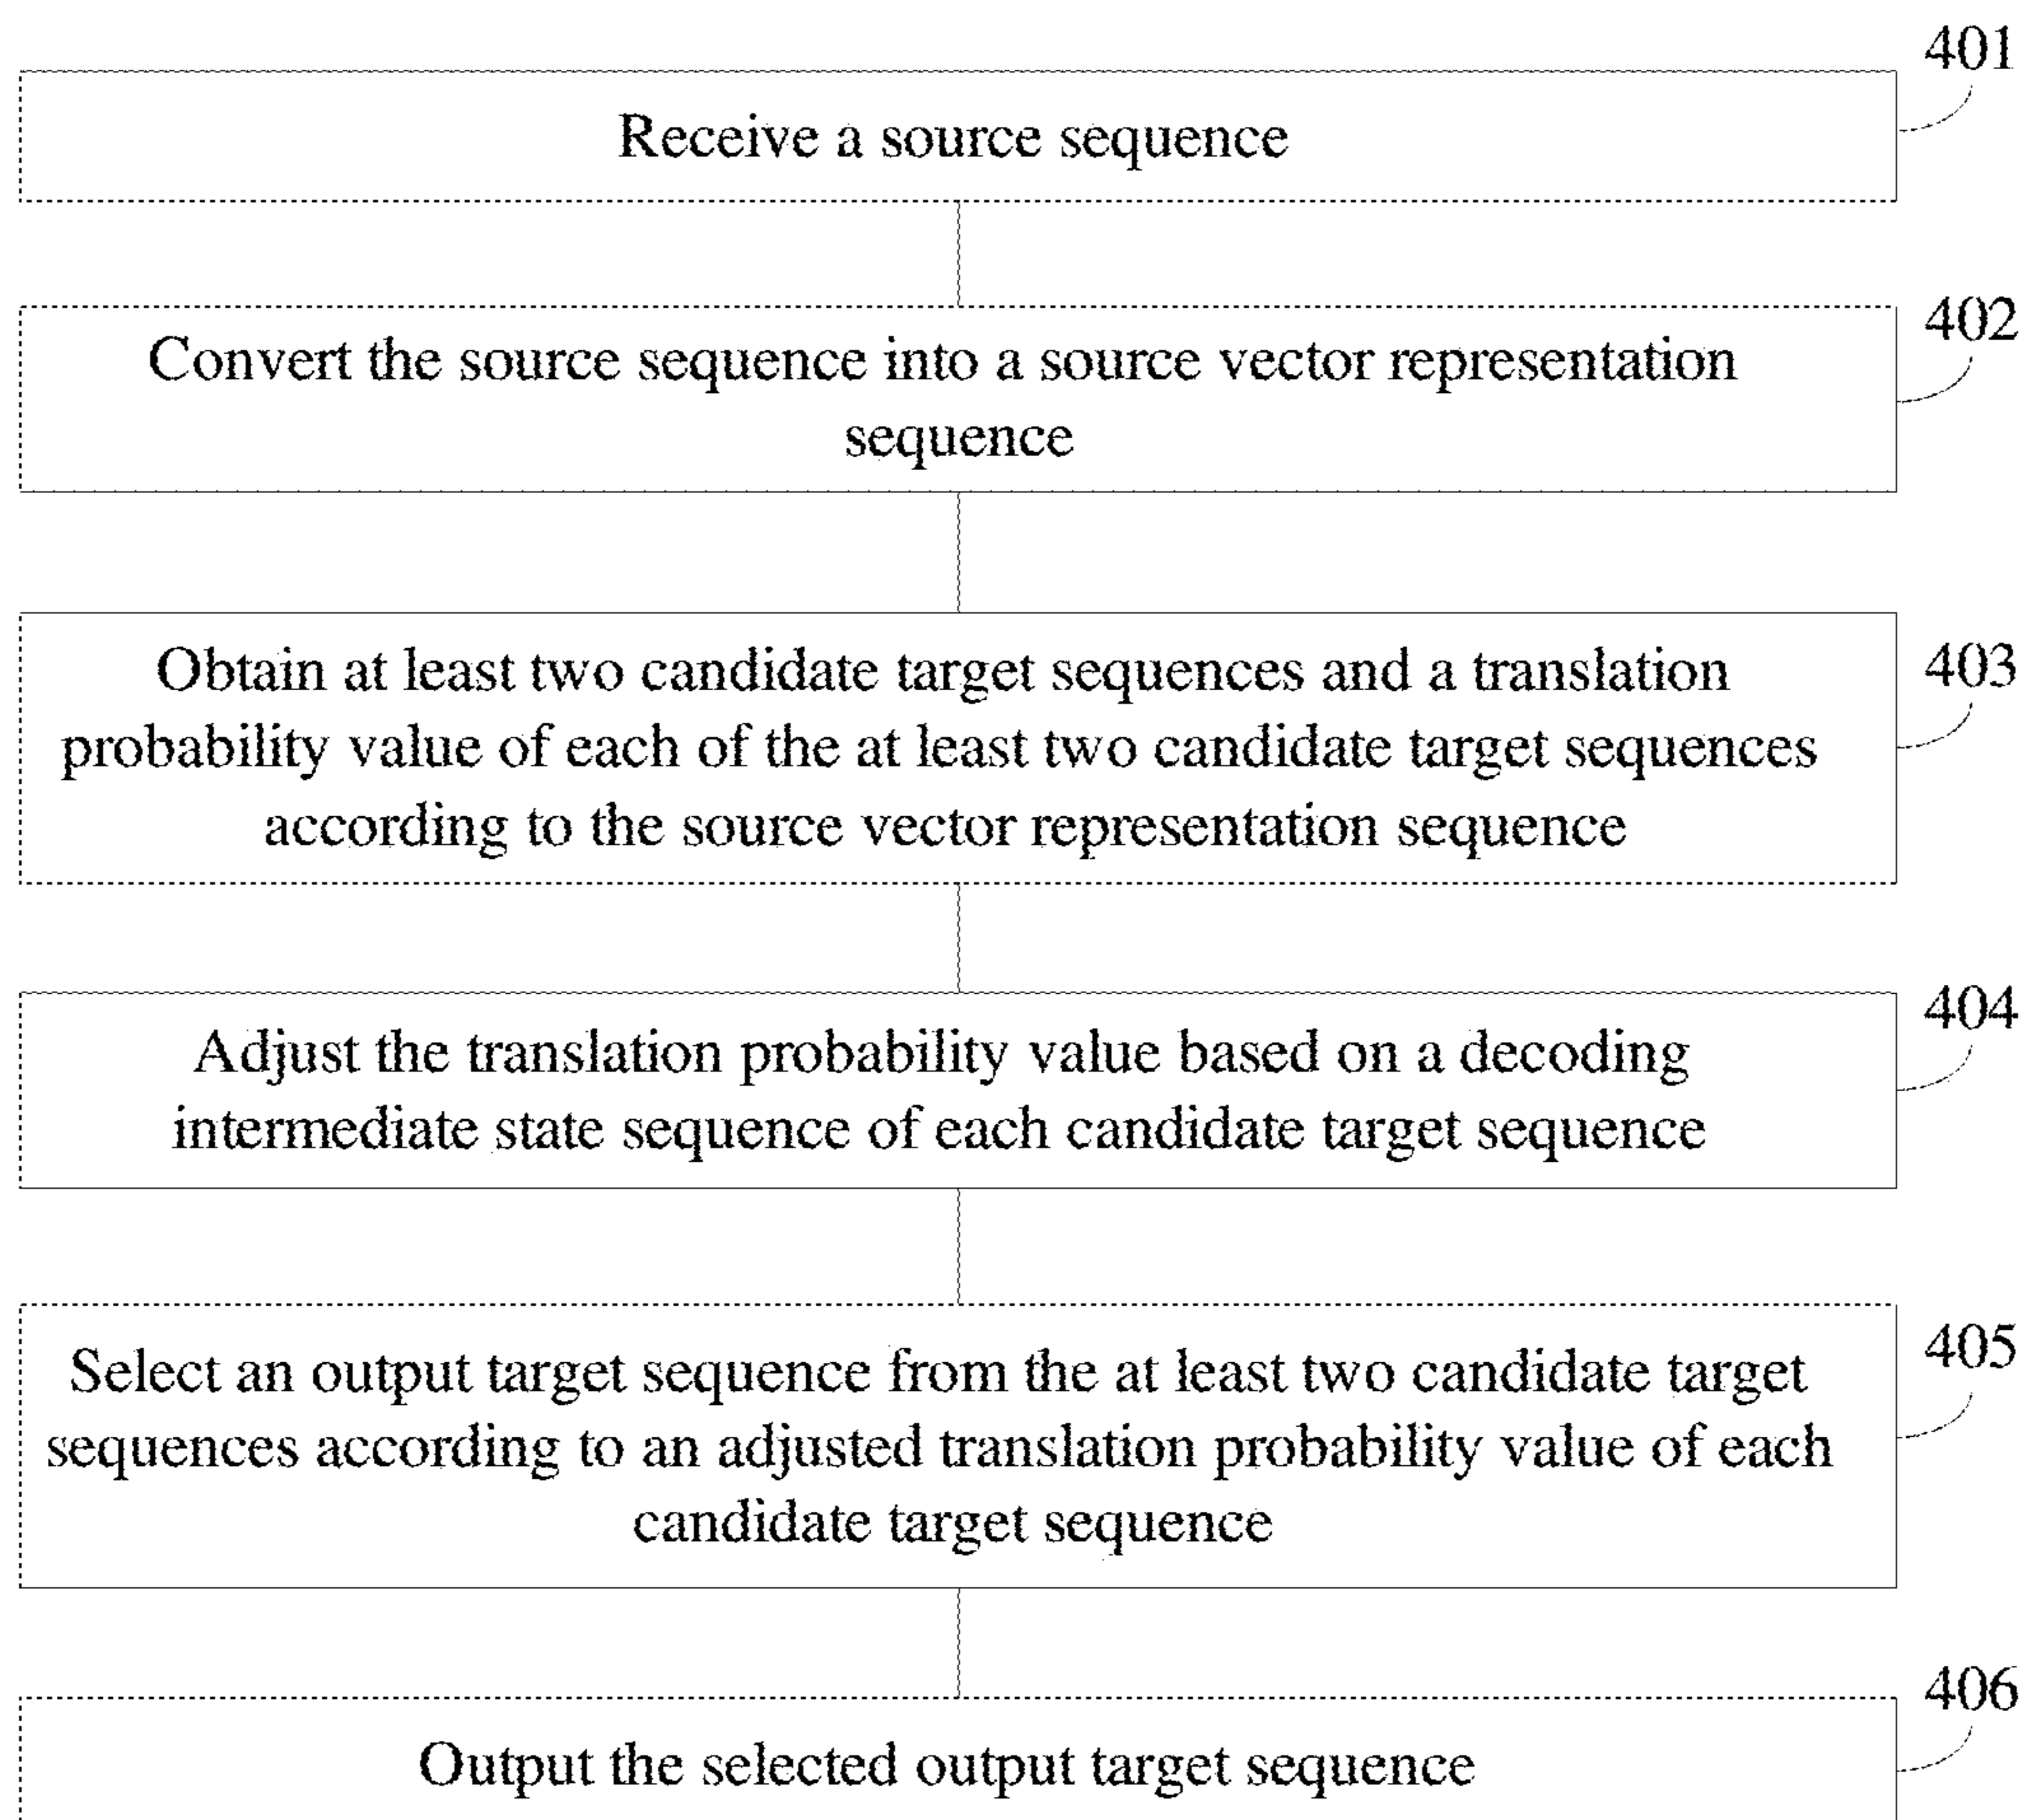 401
Receive a source sequence
402
Convert the source sequence into a source vector representation
sequence
403
Obtain at least two candidate target sequences and a translation
probability value of each of the at least two candidate target sequences
according to the source vector representation sequence
404
Adjust the translation probability value based on a decoding
intermediate state sequence of each candidate target sequence
405
Select an output target sequence from the at least two candidate target
sequences according to an adjusted translation probability value of each
candidate target sequence
406
Output the selected output target sequence